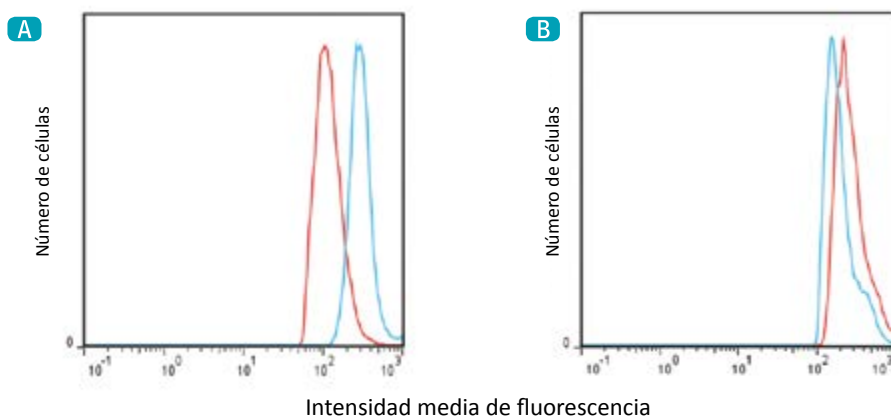 A
Número de células
0
10⁻¹ 10⁰ 10¹ 10² 10³
B
Número de células
0
10⁻¹ 10⁰ 10¹ 10² 10³
Intensidad media de fluorescencia